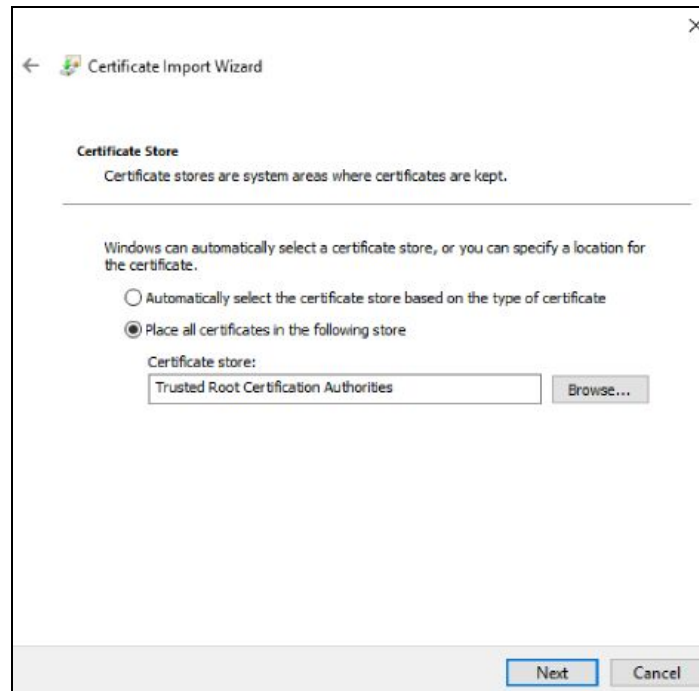 Certificate Import Wizard
Certificate Store
Certificate stores are system areas where certificates are kept.
Windows can automatically select a certificate store, or you can specify a location for
the certificate.
Automatically select the certificate store based on the type of certificate
Place all certificates in the following store
Certificate store:
Trusted Root Certification Authorities
Browse...
Next
Cancel